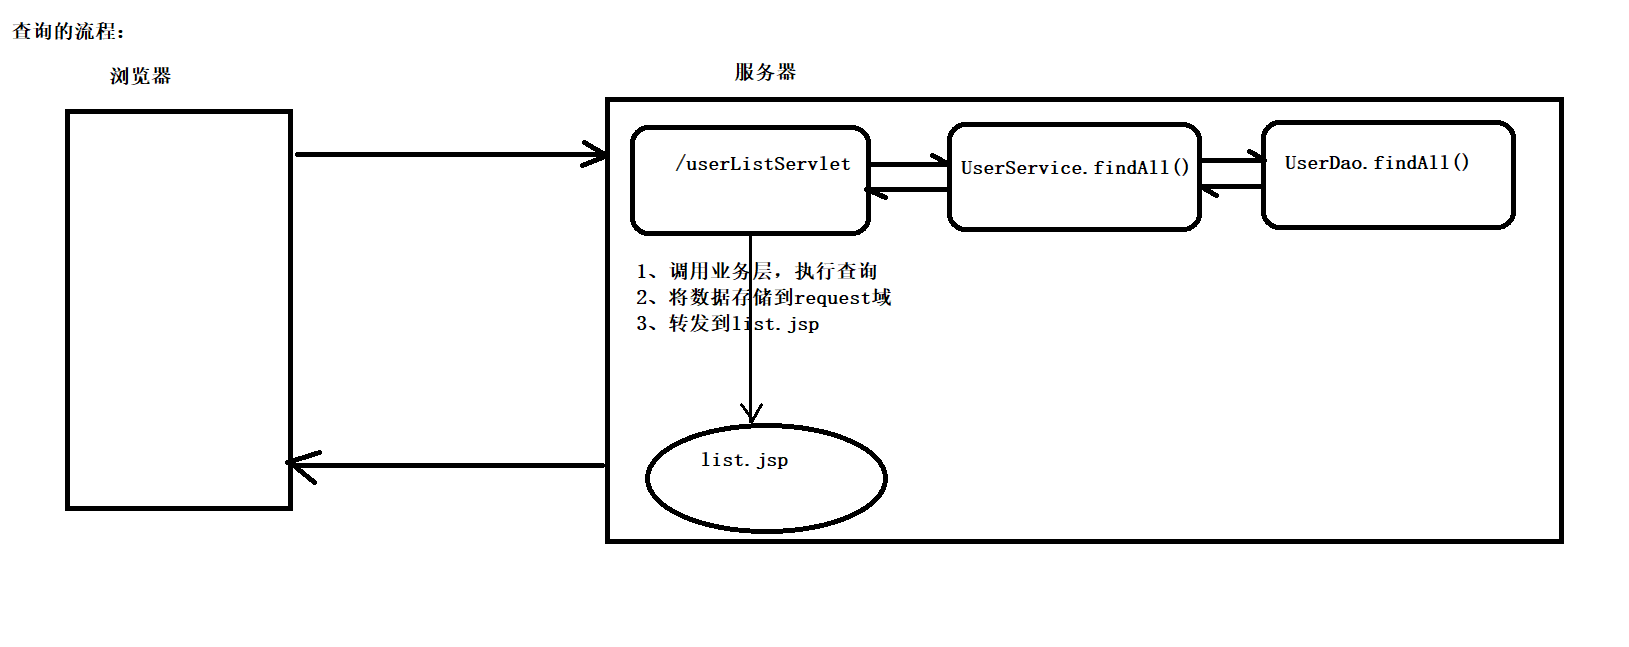 查询的流程：
浏览器
服务器
/userListServlet
UserService.findAll()
UserDao.findAll()
1、调用业务层，执行查询
2、将数据存储到request域
3、转发到list.jsp
list.jsp